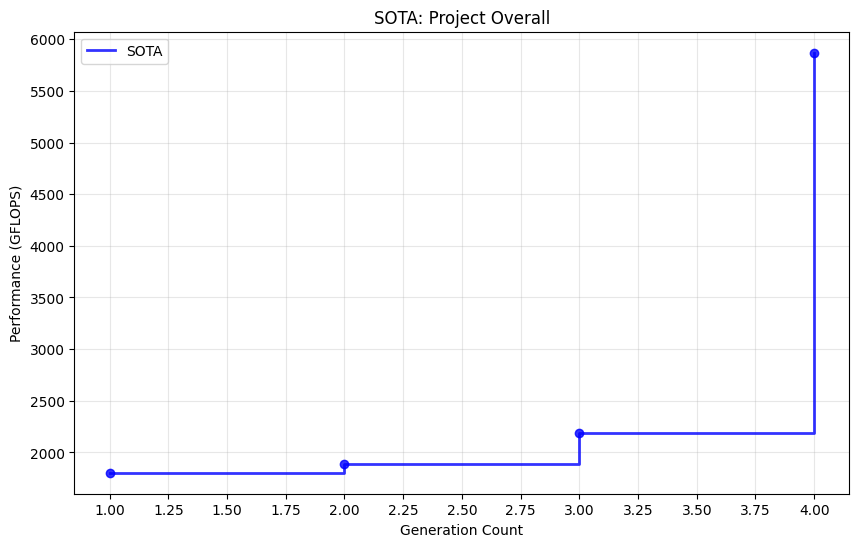 SOTA: Project Overall
SOTA
Performance (GFLOPS)
6000
5500
5000
4500
4000
3500
3000
2500
2000
1.00 1.25 1.50 1.75 2.00 2.25 2.50 2.75 3.00 3.25 3.50 3.75 4.00
Generation Count